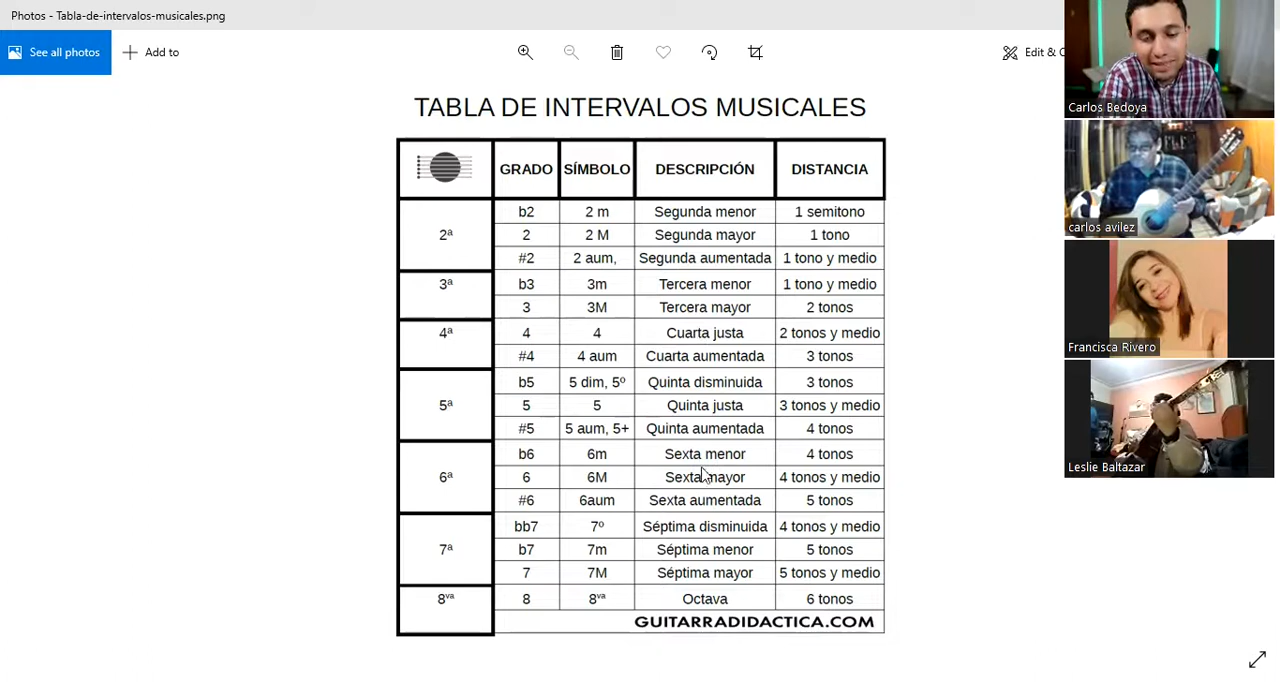 Photos - Tabla-de-intervalos-musicales.png
See all photos
Add to
Edit & C
TABLA DE INTERVALOS MUSICALES
GRADO SÍMBOLO DESCRIPCIÓN DISTANCIA
2ª
b2 2 m Segunda menor 1 semitono
2 2 M Segunda mayor 1 tono
#2 2 aum, Segunda aumentada 1 tono y medio
3ª
b3 3m Tercera menor 1 tono y medio
3 3M Tercera mayor 2 tonos
4ª
4 4 Cuarta justa 2 tonos y medio
#4 4 aum Cuarta aumentada 3 tonos
5ª
b5 5 dim, 5º Quinta disminuida 3 tonos
5 5 Quinta justa 3 tonos y medio
#5 5 aum, 5+ Quinta aumentada 4 tonos
6ª
b6 6m Sexta menor 4 tonos
6 6M Sexta mayor 4 tonos y medio
#6 6aum Sexta aumentada 5 tonos
7ª
bb7 7º Séptima disminuida 4 tonos y medio
b7 7m Séptima menor 5 tonos
7 7M Séptima mayor 5 tonos y medio
8va 8 8va Octava 6 tonos
GUITARRADIDACTICA.COM
Carlos Bedoya
carlos avilez
Francisca Rivero
Leslie Baltazar